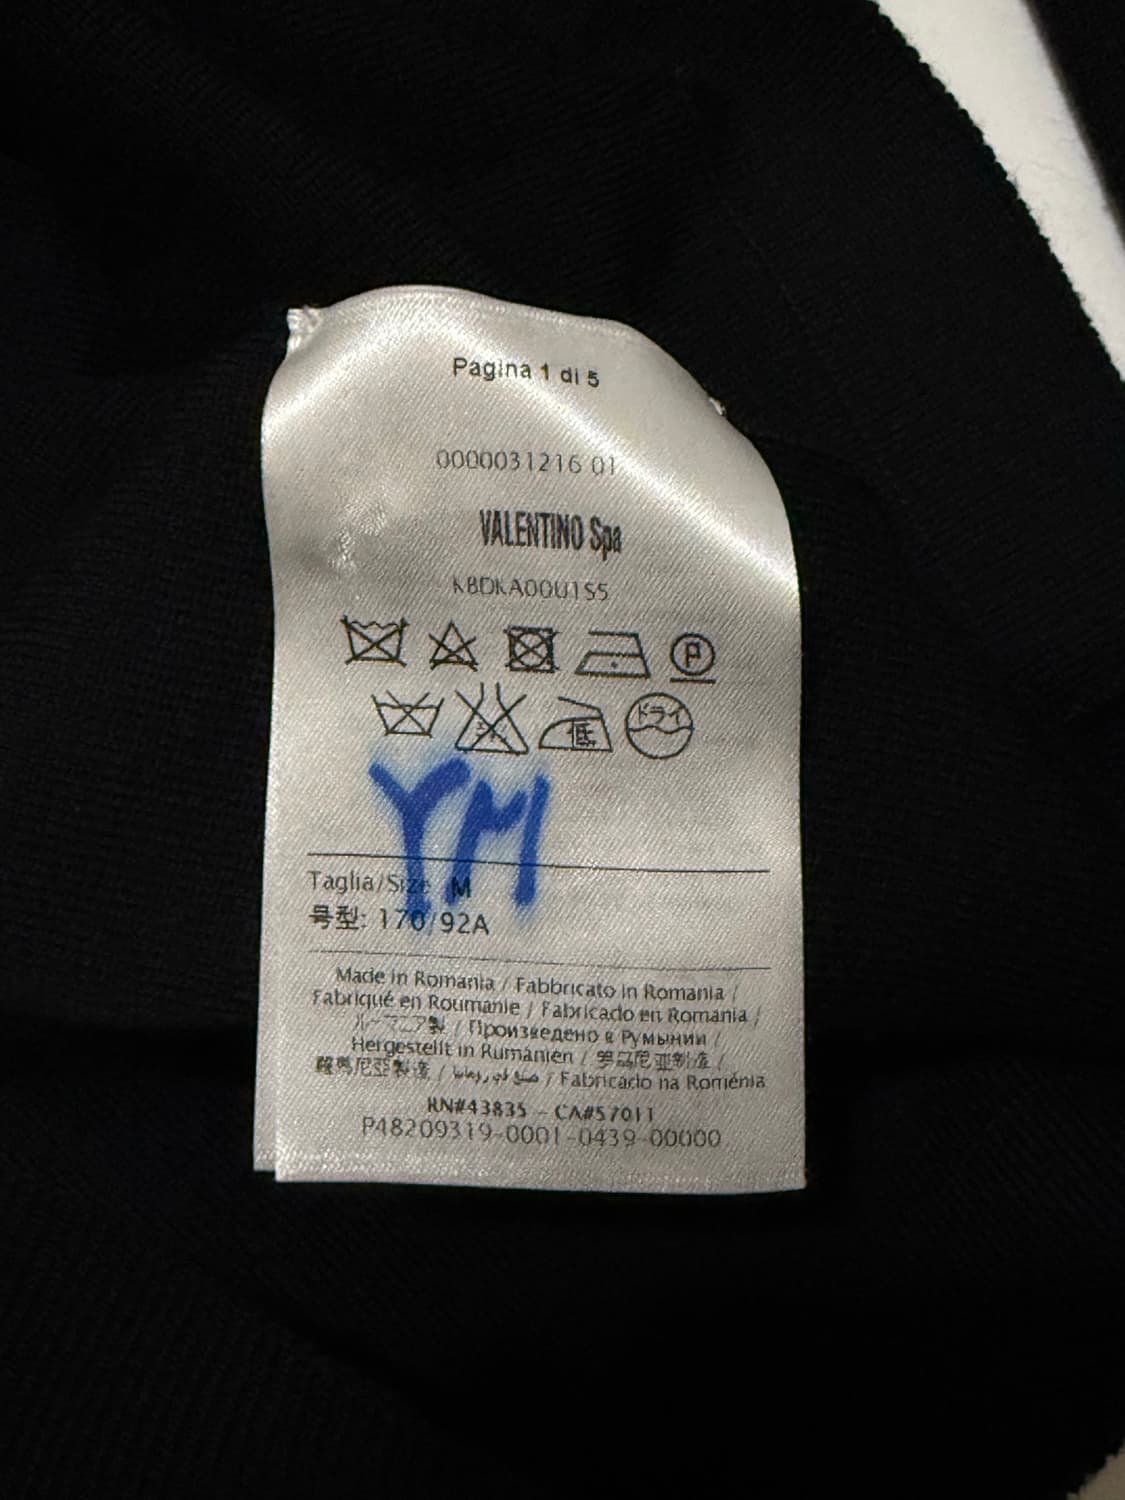 Pagina 1 di 5
0000031216 01
VALENTINO Spa
KBDKA00U1S5
P
ドライ
低
YM
Taglia/Size M
号型: 170/92A
Made in Romania / Fabbricato in Romania /
Fabriqué en Roumanie / Fabricado en Romania /
ルーマニア製 / Произведено в Румынии /
Hergestellt in Rumänien / 罗马尼亚制造 /
羅馬尼亞製造 / صنع في رومانيا / Fabricado na Roménia
RN#43835 - CA#57011
P48209319-0001-0439-00000